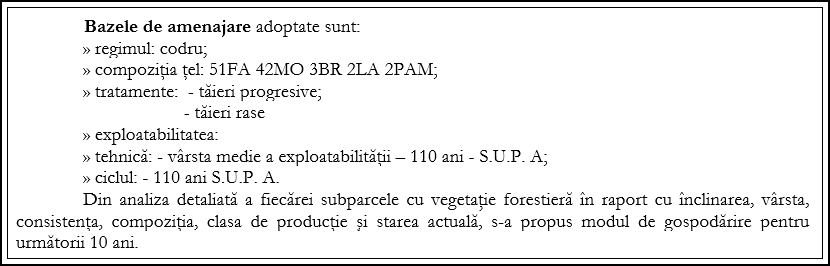 Bazele de amenajare adoptate sunt:
» regimul: codru;
» compoziția țel: 51FA 42MO 3BR 2LA 2PAM;
» tratamente: - tăieri progresive;
- tăieri rase
» exploatabilitatea:
» tehnică: - vârsta medie a exploatabilității – 110 ani - S.U.P. A;
» ciclul: - 110 ani S.U.P. A.
Din analiza detaliată a fiecărei subparcele cu vegetație forestieră în raport cu înclinarea, vârsta,
consistența, compoziția, clasa de producție și starea actuală, s-a propus modul de gospodărire pentru
următorii 10 ani.